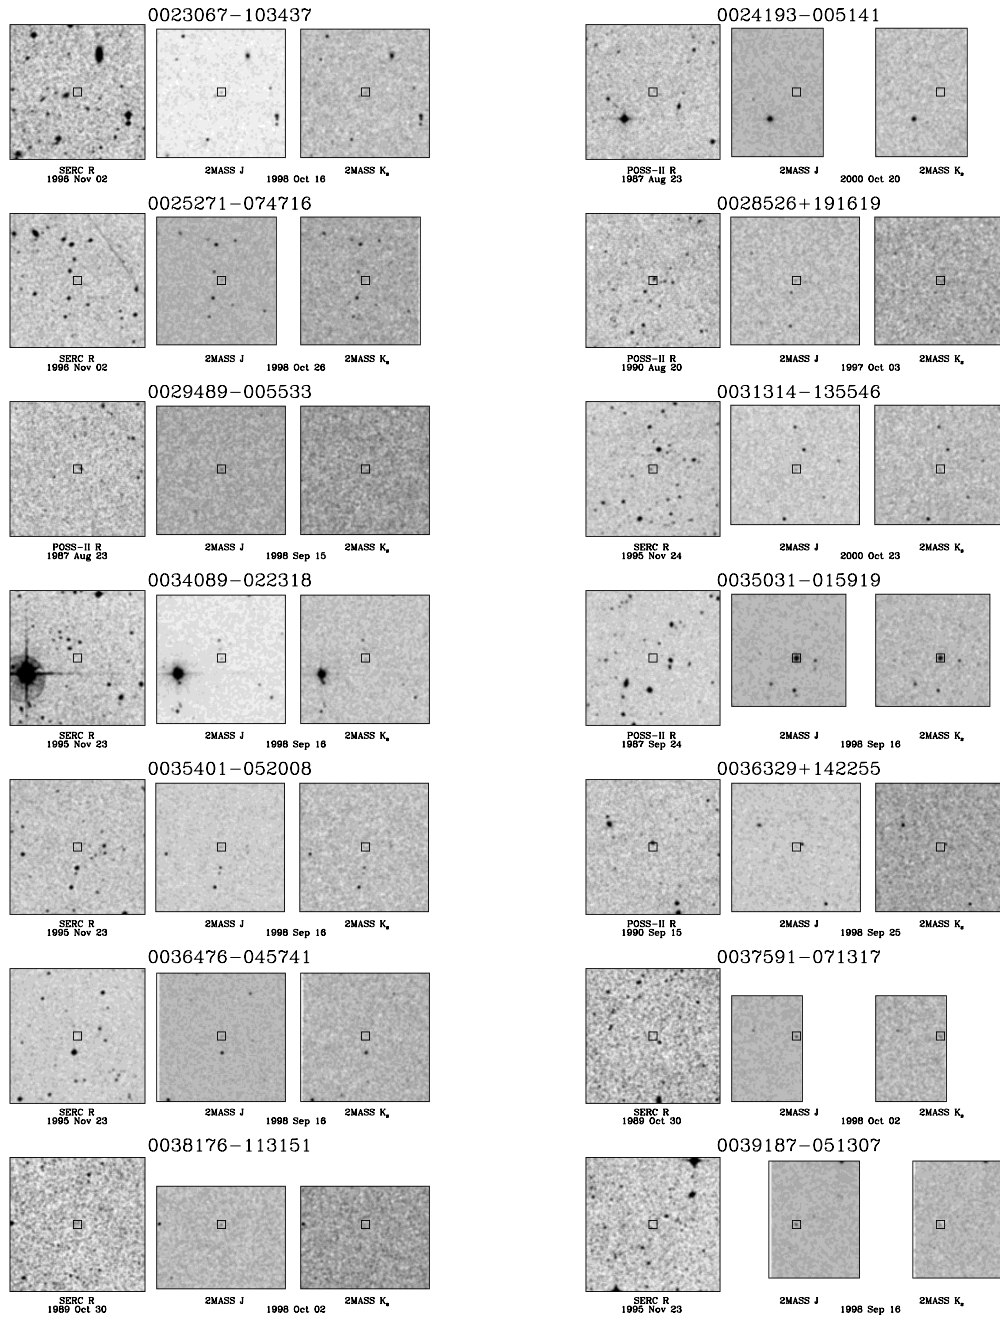 0023067-103437
SERC R
1996 Nov 02
2MASS J
1998 Oct 16
2MASS Ks
0024193-005141
POSS-II R
1987 Aug 23
2MASS J
2000 Oct 20
2MASS Ks
0025271-074716
SERC R
1996 Nov 02
2MASS J
1998 Oct 26
2MASS Ks
0028526+191619
POSS-II R
1990 Aug 20
2MASS J
1997 Oct 03
2MASS Ks
0029489-005533
POSS-II R
1987 Aug 23
2MASS J
1998 Sep 15
2MASS Ks
0031314-135546
SERC R
1995 Nov 24
2MASS J
2000 Oct 23
2MASS Ks
0034089-022318
SERC R
1995 Nov 23
2MASS J
1998 Sep 16
2MASS Ks
0035031-015919
POSS-II R
1987 Sep 24
2MASS J
1998 Sep 16
2MASS Ks
0035401-052008
SERC R
1995 Nov 23
2MASS J
1998 Sep 16
2MASS Ks
0036329+142255
POSS-II R
1990 Sep 15
2MASS J
1998 Sep 25
2MASS Ks
0036476-045741
SERC R
1995 Nov 23
2MASS J
1998 Sep 16
2MASS Ks
0037591-071317
SERC R
1989 Oct 30
2MASS J
1998 Oct 02
2MASS Ks
0038176-113151
SERC R
1989 Oct 30
2MASS J
1998 Oct 02
2MASS Ks
0039187-051307
SERC R
1995 Nov 23
2MASS J
1998 Sep 16
2MASS Ks